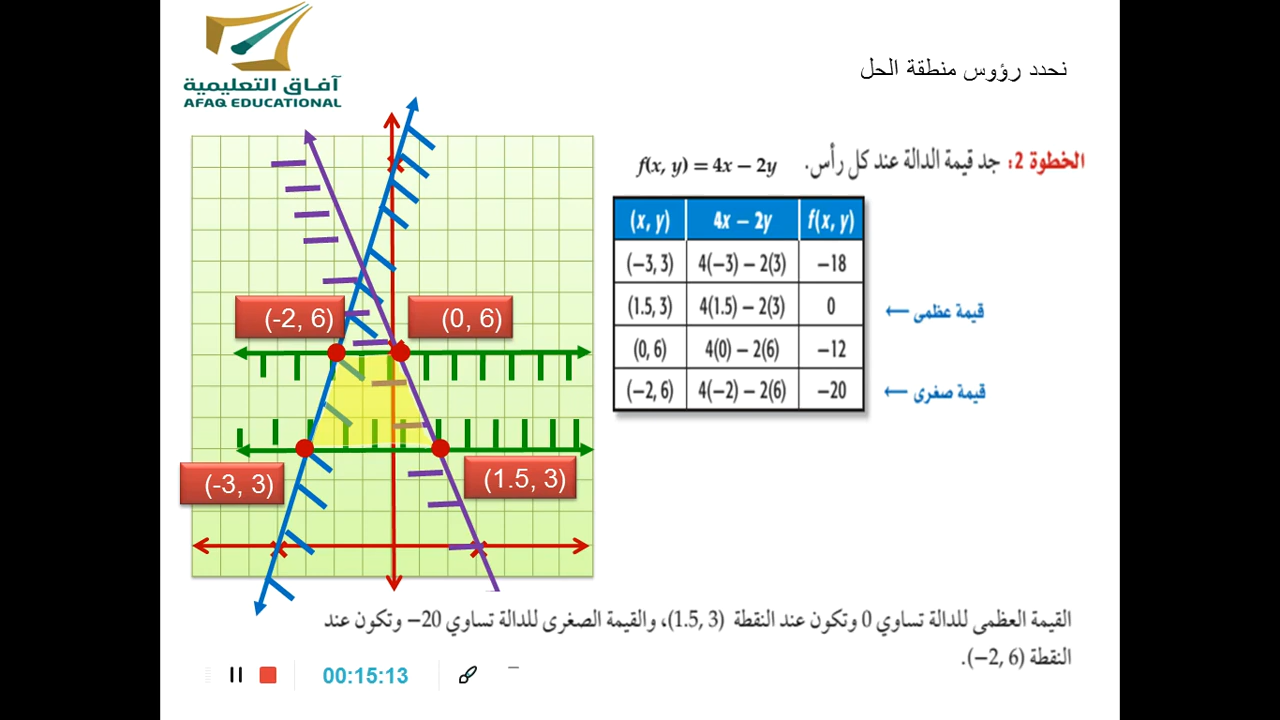 آفاق التعليمية
AFAQ EDUCATIONAL
نحدد رؤوس منطقة الحل
الخطوة 2: جد قيمة الدالة عند كل رأس. f(x, y) = 4x − 2y
(x, y) 4x − 2y f(x, y)
(−3, 3) 4(−3) − 2(3) −18
(1.5, 3) 4(1.5) − 2(3) 0 ← قيمة عظمى
(0, 6) 4(0) − 2(6) −12
(−2, 6) 4(−2) − 2(6) −20 ← قيمة صغرى
(-2, 6) (0, 6)
(-3, 3) (1.5, 3)
القيمة العظمى للدالة تساوي 0 وتكون عند النقطة (1.5, 3)، والقيمة الصغرى للدالة تساوي −20 وتكون عند
النقطة (−2, 6).
00:15:13